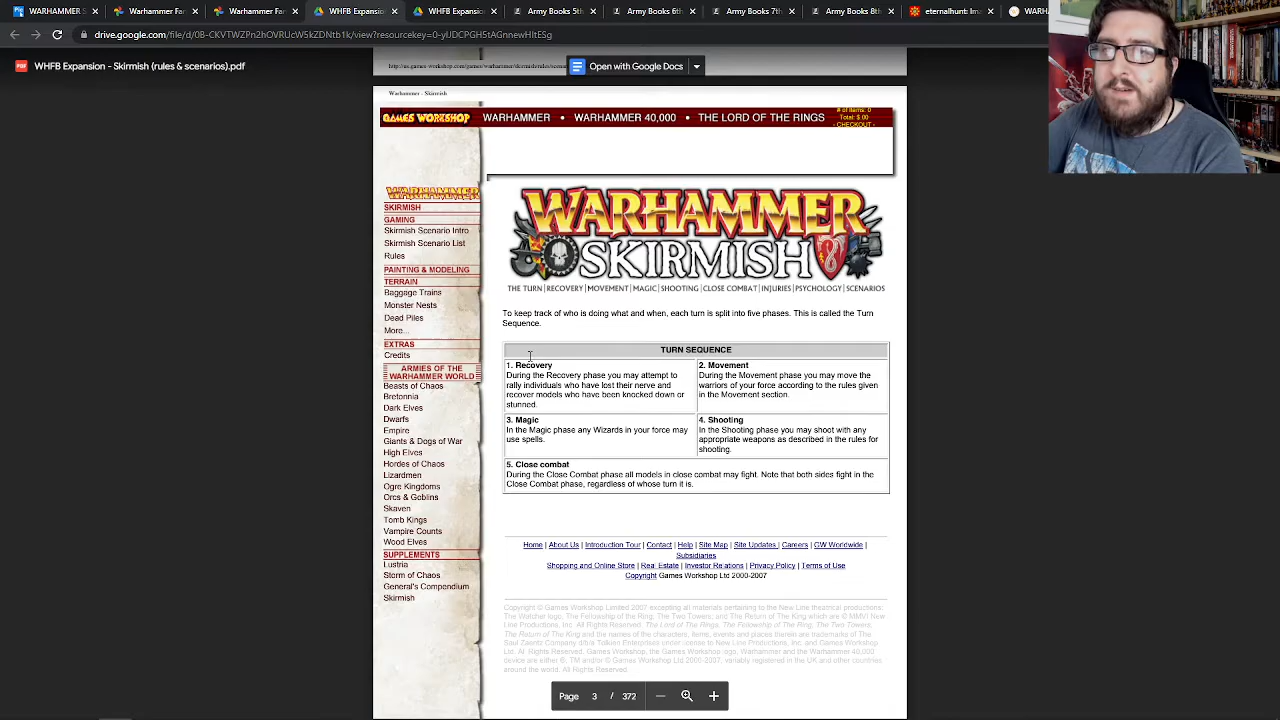 WARHAMMER
Warhammer Fac
WHFB Expansion
WHFB Expansion
Army Books 6th
Army Books 7th
Army Books 8th
Army Books 8th
eternalhunt: Ind
WARHA
drive.google.com/file/d/
WHFB Expansion - Skirmish (rules & scenarios).pdf
Open with Google Docs
Warhammer - Skirmish
GAMES WORKSHOP
WARHAMMER • WARHAMMER 40,000 • THE LORD OF THE RINGS
# of items: 0
Total: $ 00
- CHECKOUT -
WARHAMMER
SKIRMISH
GAMING
Skirmish Scenario Intro
Skirmish Scenario List
Rules
PAINTING & MODELING
TERRAIN
Baggage Trains
Monster Nests
Dead Piles
More...
EXTRAS
Credits
ARMIES OF THE
WARHAMMER WORLD
Beasts of Chaos
Bretonnia
Dark Elves
Dwarfs
Empire
Giants & Dogs of War
High Elves
Hordes of Chaos
Lizardmen
Ogre Kingdoms
Orcs & Goblins
Skaven
Tomb Kings
Vampire Counts
Wood Elves
SUPPLEMENTS
Lustria
Storm of Chaos
General's Compendium
Skirmish
WARHAMMER
SKIRMISH
THE TURN | RECOVERY | MOVEMENT | MAGIC | SHOOTING | CLOSE COMBAT | INJURIES | PSYCHOLOGY | SCENARIOS
To keep track of who is doing what and when, each turn is split into five phases. This is called the Turn
Sequence.
TURN SEQUENCE
1. Recovery
During the Recovery phase you may attempt to
rally individuals who have lost their nerve and
recover models who have been knocked down or
stunned.
2. Movement
During the Movement phase you may move the
warriors of your force according to the rules given
in the Movement section.
3. Magic
In the Magic phase any Wizards in your force may
use spells.
4. Shooting
In the Shooting phase you may shoot with any
appropriate weapons as described in the rules for
shooting.
5. Close combat
During the Close Combat phase all models in close combat may fight. Note that both sides fight in the
Close Combat phase, regardless of whose turn it is.
Home | About Us | Introduction Tour | Contact | Help | Site Map | Site Updates | Careers | GW Worldwide |
Subsidiaries
Shopping and Online Store | Real Estate | Investor Relations | Privacy Policy | Terms of Use
Copyright Games Workshop Ltd 2000-2007
Copyright © Games Workshop Limited 2007 excepting all materials pertaining to the New Line theatrical productions:
The Watcher logo, The Fellowship of the Ring; The Two Towers; and The Return of The King which are © MMVI New
Line Productions, Inc. All Rights Reserved. The Lord of The Rings, The Fellowship of The Ring, The Two Towers,
The Return of The King and the names of the characters, items, events and places therein are trademarks of The
Saul Zaentz Company d/b/a Tolkien Enterprises under license to New Line Productions, Inc. and Games Workshop
Ltd. All Rights Reserved. Games Workshop, the Games Workshop logo, Warhammer and the Warhammer 40,000
device are either ®, TM and/or © Games Workshop Ltd 2000-2007, variably registered in the UK and other countries
around the world. All Rights Reserved.
Page 3 / 372